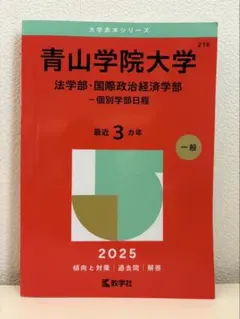 大学赤本シリーズ
216
青山学院大学
法学部・国際政治経済学部
－個別学部日程
最近3カ年
一般
2025
傾向と対策｜過去問｜解答
教学社